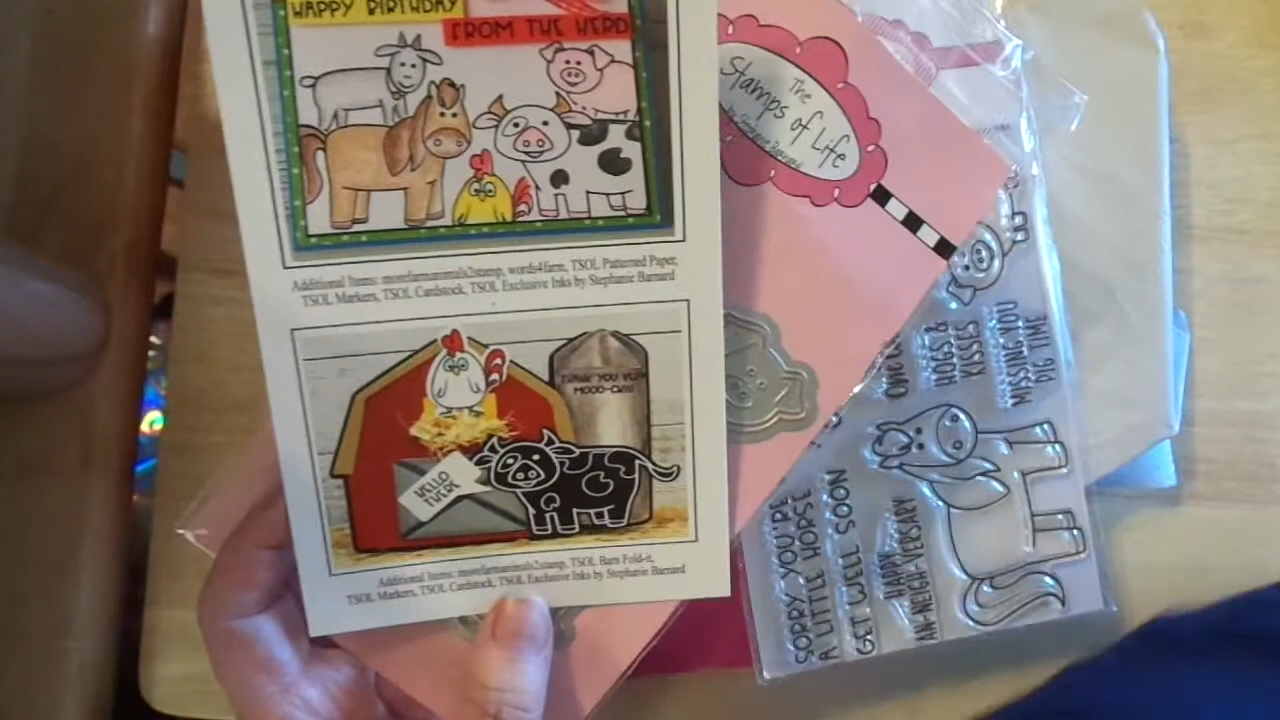 HAPPY BIRTHDAY
FROM THE HERD
Additional Items: morefarmanimals2stamp, words4farm, TSOL Patterned Paper,
TSOL Markers, TSOL Cardstock, TSOL Exclusive Inks by Stephanie Barnard
THANK YOU
MOOO-CH!!
HELLO
THERE
Additional Items: morefarmanimals2stamp, TSOL Barn Fold-it,
TSOL Markers, TSOL Cardstock, TSOL Exclusive Inks by Stephanie Barnard
The
Stamps of Life
by Stephanie Barnard
HOGS &
KISSES
MISSING YOU
PIG TIME
SORRY YOU'RE
A LITTLE HORSE
GET WELL SOON
HAPPY
AN-NEIGH-VERSARY